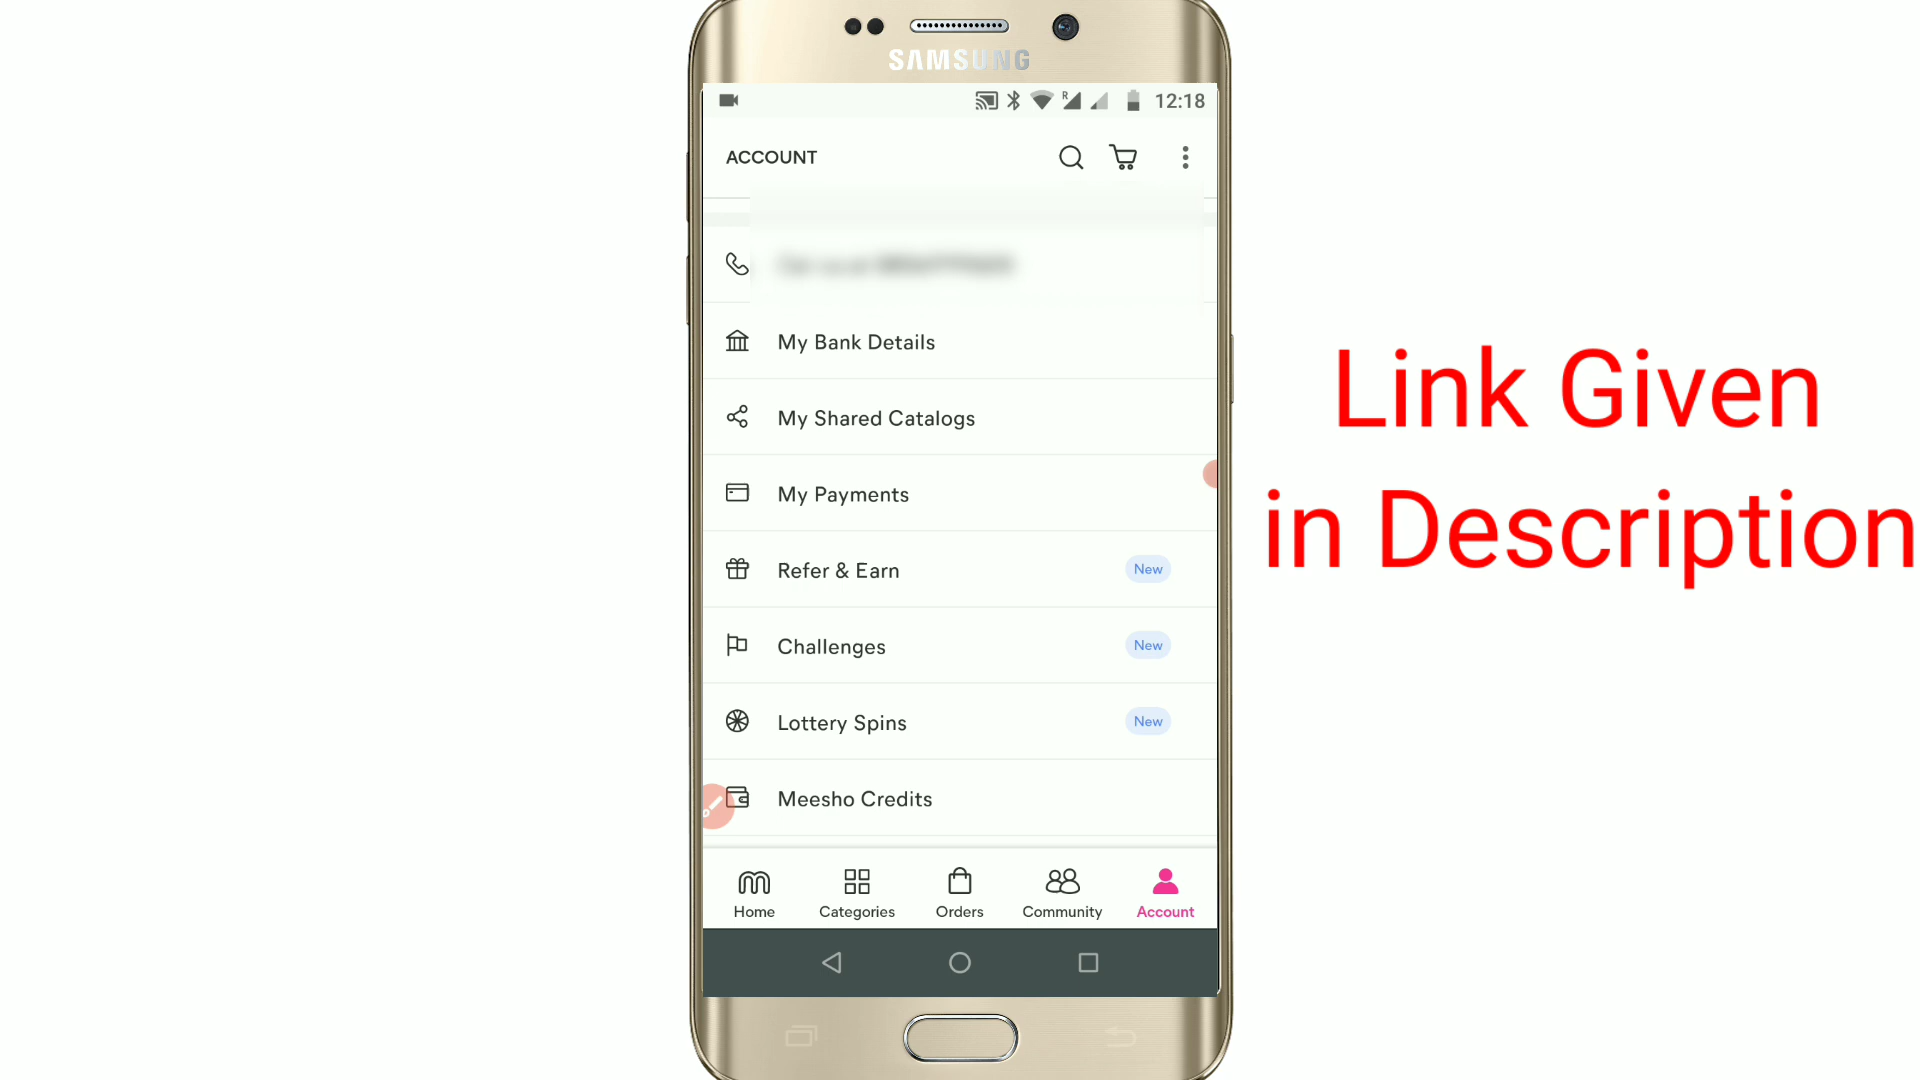 SAMSUNG
R
12:18
ACCOUNT
My Bank Details
My Shared Catalogs
My Payments
Refer & Earn New
Challenges New
Lottery Spins New
Meesho Credits
Home Categories Orders Community Account
Link Given
in Description